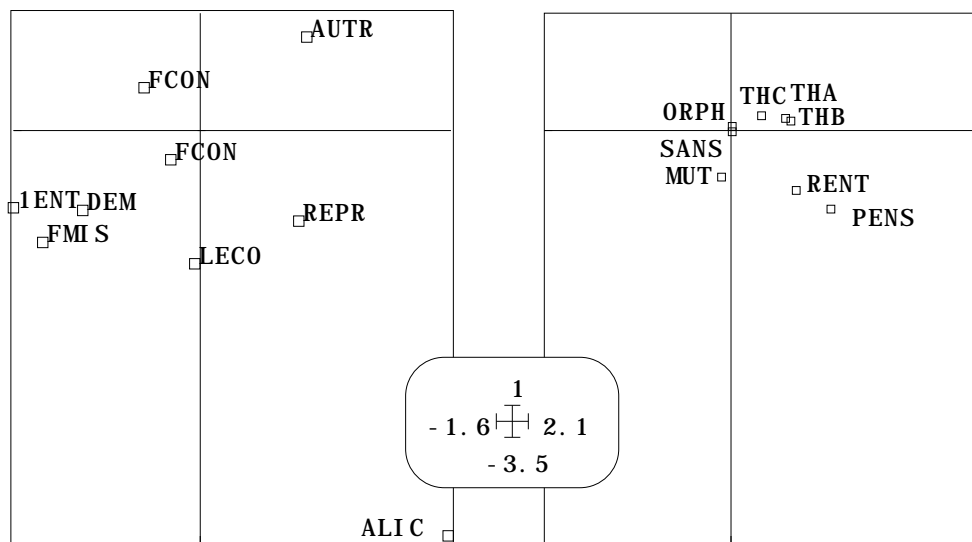 AUTR
FCON
FCON
1ENT
DEM
FMIS
REPR
LECO
ALIC
THC
THA
ORPH
THB
SANS
MUT
RENT
PENS
1
-1.6
2.1
-3.5